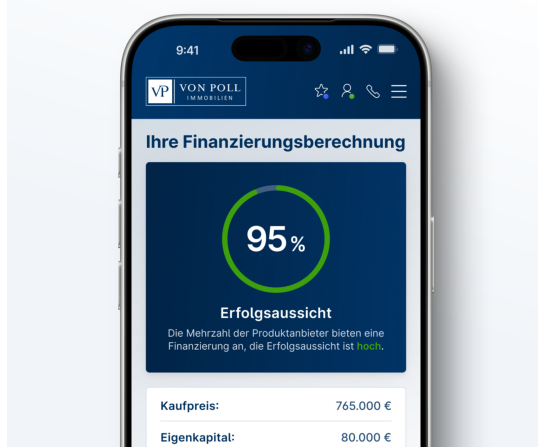 9:41
VP VON POLL
IMMOBILIEN
Ihre Finanzierungsberechnung
95 %
Erfolgsaussicht
Die Mehrzahl der Produktanbieter bieten eine
Finanzierung an, die Erfolgsaussicht ist hoch.
Kaufpreis: 765.000 €
Eigenkapital: 80.000 €